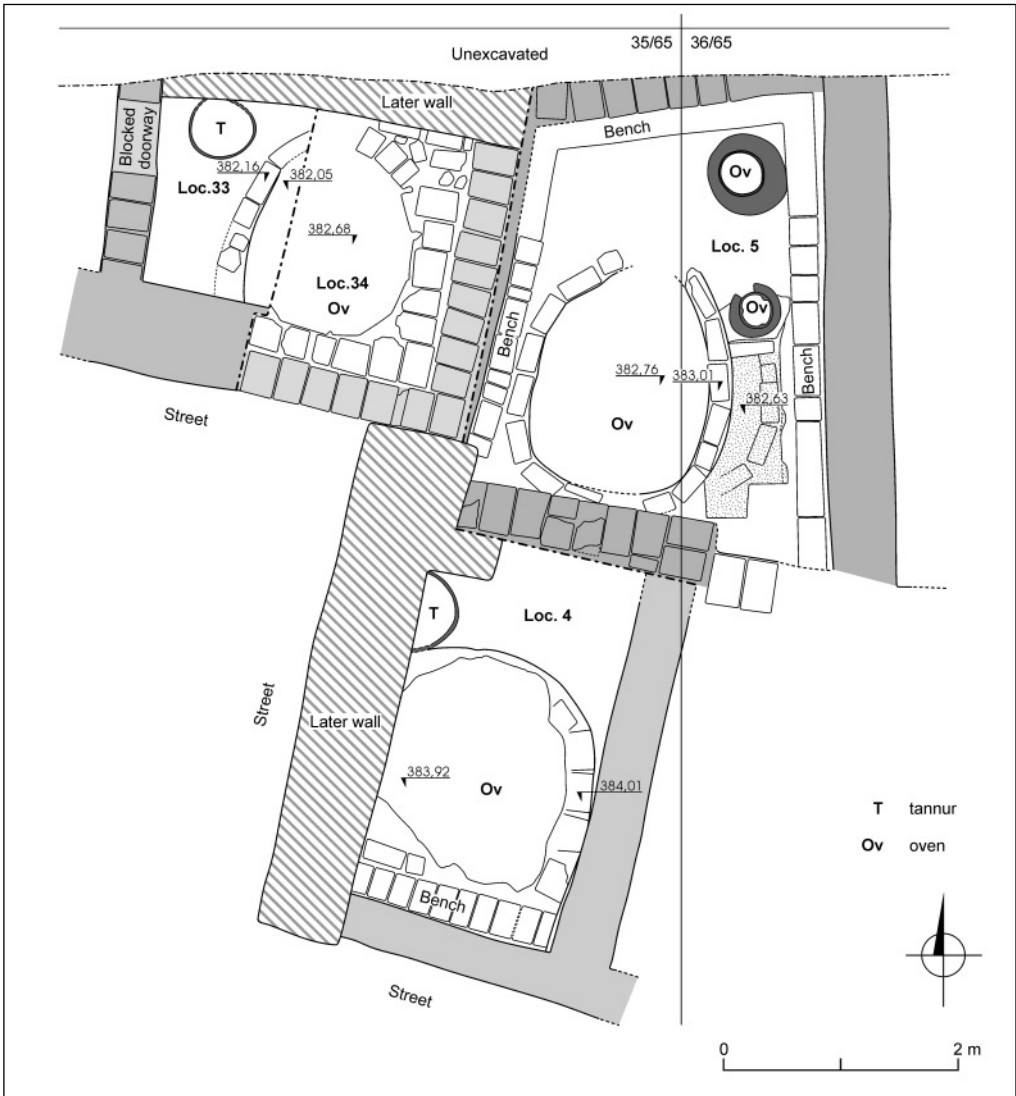 35/65 36/65
Unexcavated
Later wall
Bench
Blocked
doorway
T
382,16
382,05
Loc.33
Ov
382,68
Loc. 5
Loc.34
Ov
Ov
Bench
382,76
383,01
382,63
Bench
Ov
Street
T
Loc. 4
Street
Later wall
383,92
Ov
384,01
T tannur
Ov oven
Bench
Street
0 2 m